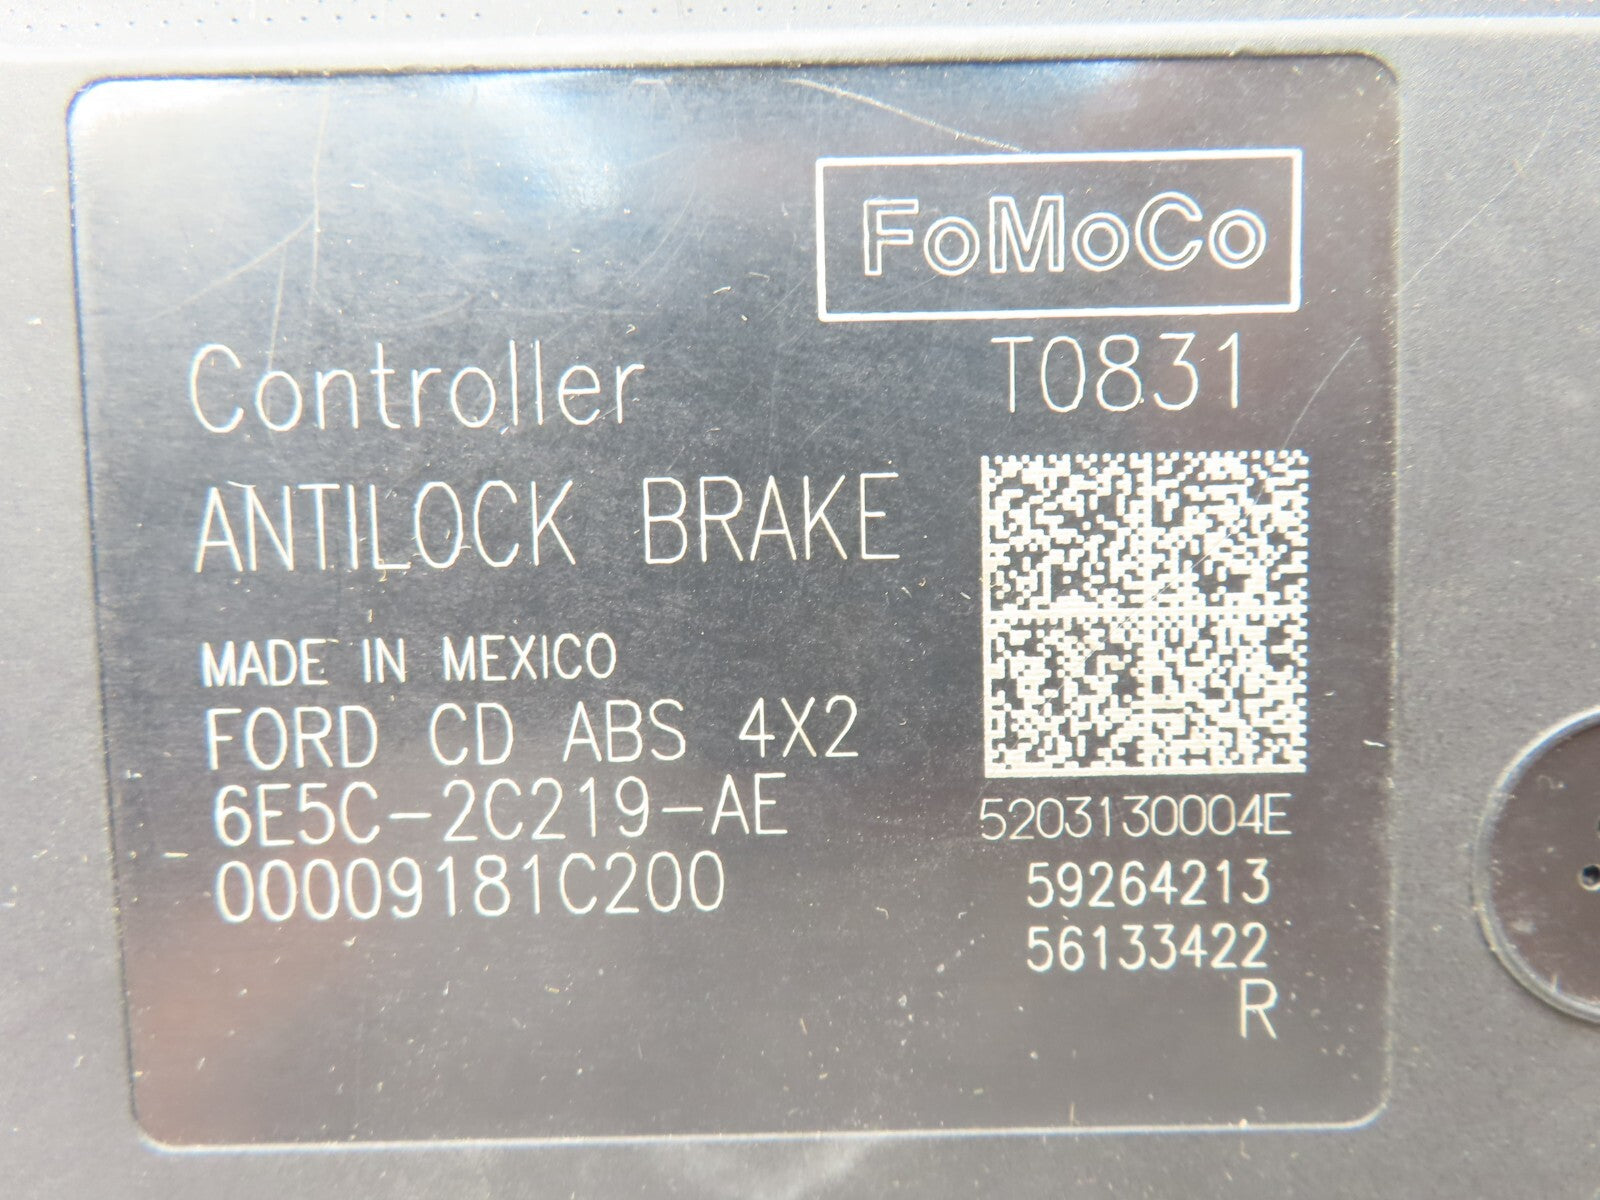 FoMoCo
T0831
Controller
ANTILOCK BRAKE
MADE IN MEXICO
FORD CD ABS 4X2
6E5C-2C219-AE
00009181C200
5203130004E
59264213
56133422
R